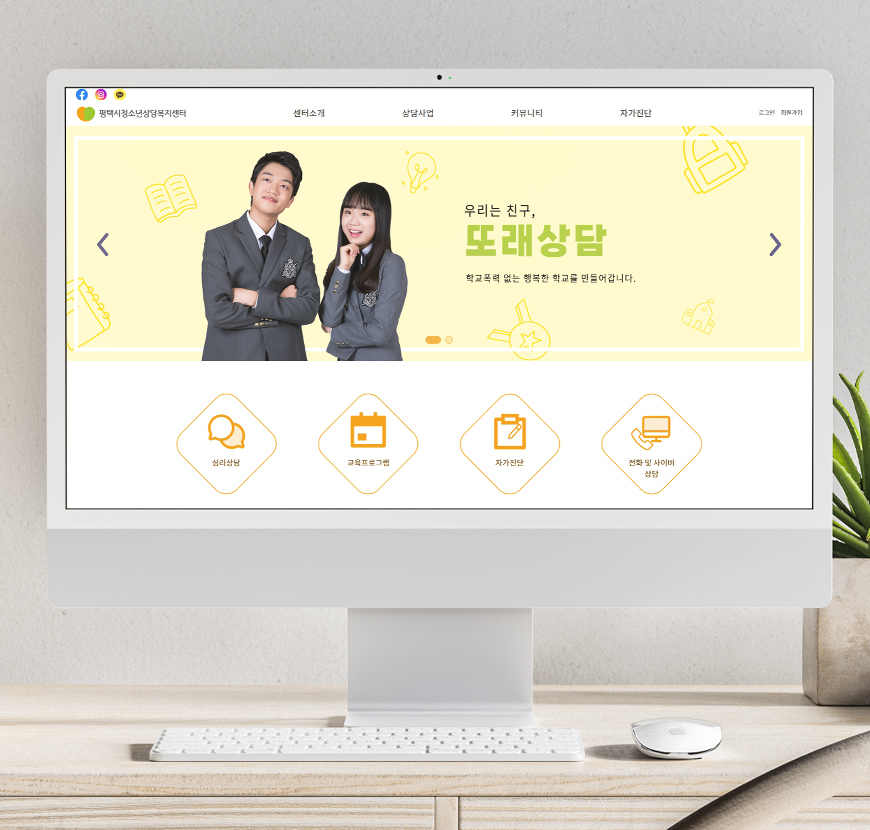 평택시청소년상담복지센터
센터소개
상담사업
커뮤니티
자가진단
로그인
회원가입
우리는 친구,
또래상담
학교폭력 없는 행복한 학교를 만들어갑니다.
심리상담
교육프로그램
자가진단
전화 및 사이버
상담